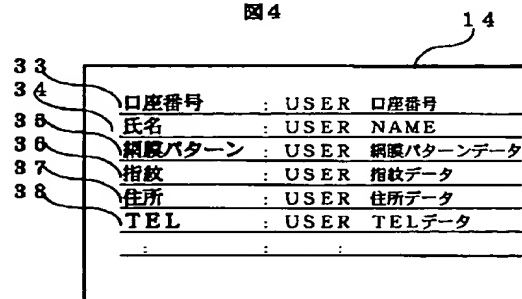 図4
14
33
34
35
36
37
38
口座番号 : USER 口座番号
氏名 : USER NAME
網膜パターン : USER 網膜パターンデータ
指紋 : USER 指紋データ
住所 : USER 住所データ
TEL : USER TELデータ
: : :